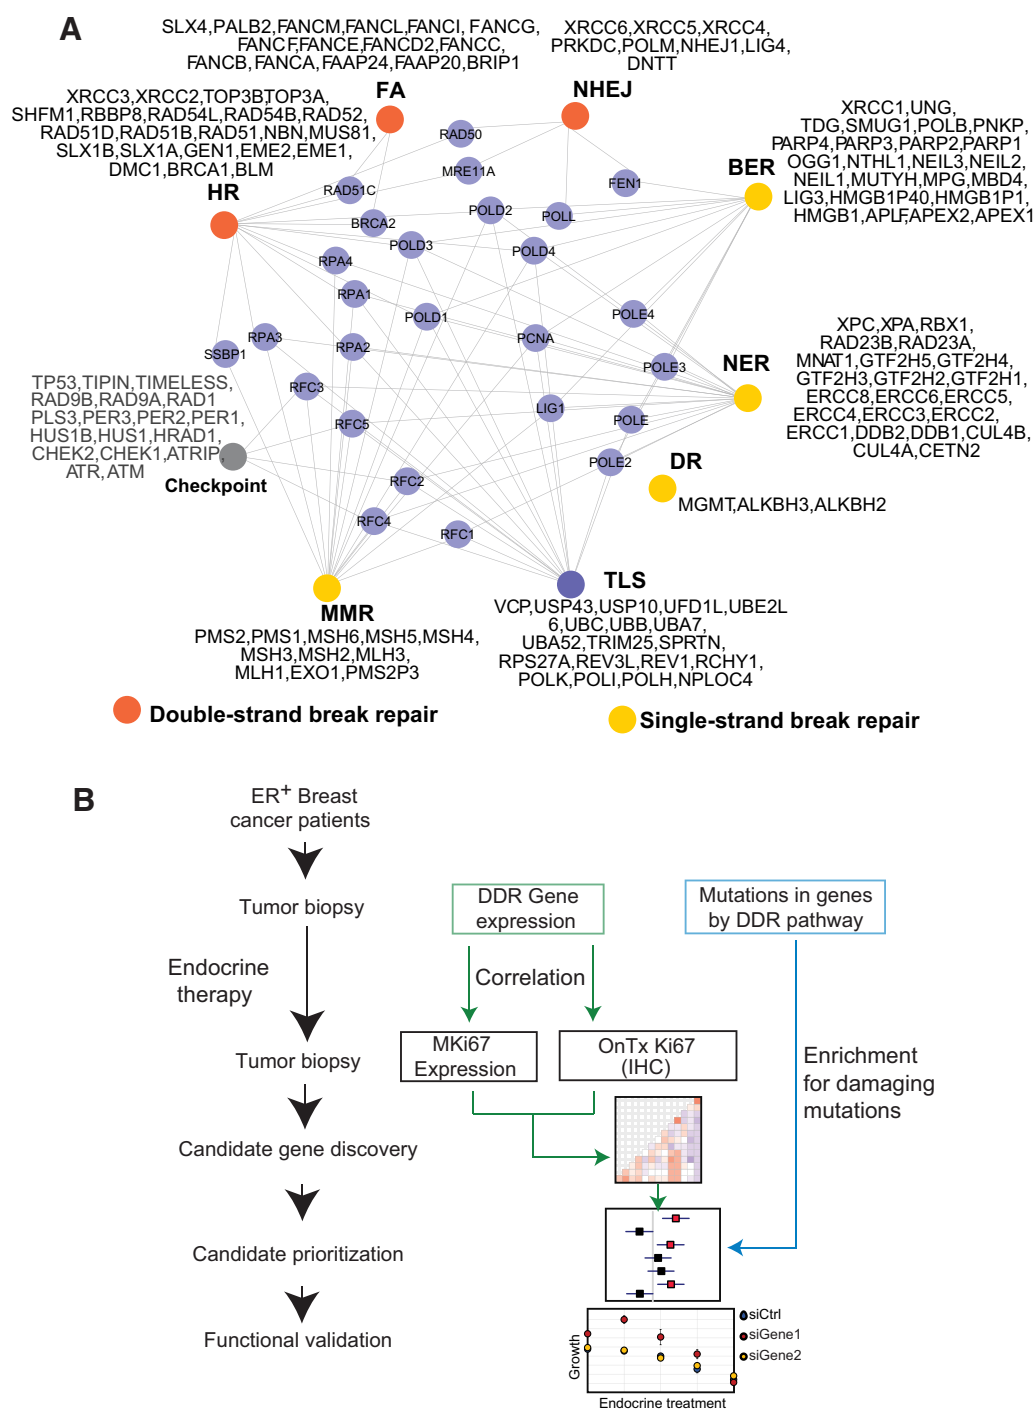 A
SLX4,PALB2,FANCM,FANCL,FANCI, FANCG,
FANCF,FANCE,FANCD2,FANCC,
FANCB, FANCA, FAAP24,FAAP20,BRIP1
FA
XRCC6,XRCC5,XRCC4,
PRKDC,POLM,NHEJ1,LIG4,
DNTT
NHEJ
XRCC3,XRCC2,TOP3B,TOP3A,
SHFM1,RBBP8,RAD54L,RAD54B,RAD52,
RAD51D,RAD51B,RAD51,NBN,MUS81,
SLX1B,SLX1A,GEN1,EME2,EME1,
DMC1,BRCA1,BLM
HR
XRCC1,UNG,
TDG,SMUG1,POLB,PNKP,
PARP4,PARP3,PARP2,PARP1
OGG1,NTHL1,NEIL3,NEIL2,
NEIL1,MUTYH,MPG,MBD4,
LIG3,HMGB1P40,HMGB1P1,
HMGB1,APLF,APEX2,APEX1
BER
RAD50
MRE11A
RAD51C
FEN1
BRCA2
POLD2
POLL
POLD3
POLD4
RPA4
RPA1
POLD1
POLE4
PCNA
RPA3
RPA2
SSBP1
POLE3
RFC3
LIG1
POLE
RFC5
POLE2
RFC2
RFC4
RFC1
XPC,XPA,RBX1,
RAD23B,RAD23A,
MNAT1,GTF2H5,GTF2H4,
GTF2H3,GTF2H2,GTF2H1,
ERCC8,ERCC6,ERCC5,
ERCC4,ERCC3,ERCC2,
ERCC1,DDB2,DDB1,CUL4B,
CUL4A,CETN2
NER
TP53,TIPIN,TIMELESS,
RAD9B,RAD9A,RAD1
PLS3,PER3,PER2,PER1,
HUS1B,HUS1,HRAD1,
CHEK2,CHEK1,ATRIP,
ATR,ATM
Checkpoint
DR
MGMT,ALKBH3,ALKBH2
MMR
PMS2,PMS1,MSH6,MSH5,MSH4,
MSH3,MSH2,MLH3,
MLH1,EXO1,PMS2P3
TLS
VCP,USP43,USP10,UFD1L,UBE2L
6,UBC,UBB,UBA7,
UBA52,TRIM25,SPRTN,
RPS27A,REV3L,REV1,RCHY1,
POLK,POLI,POLH,NPLOC4
Double-strand break repair
Single-strand break repair
B
ER+ Breast
cancer patients
Tumor biopsy
Endocrine
therapy
Tumor biopsy
Candidate gene discovery
Candidate prioritization
Functional validation
DDR Gene
expression
Mutations in genes
by DDR pathway
Correlation
MKi67
Expression
OnTx Ki67
(IHC)
Enrichment
for damaging
mutations
siCtrl
siGene1
siGene2
Growth
Endocrine treatment